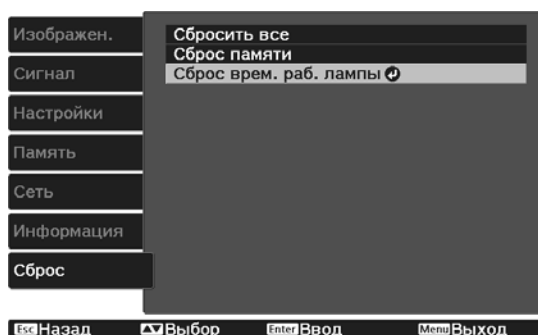 Изображен.
Сигнал
Настройки
Память
Сеть
Информация
Сброс
Сбросить все
Сброс памяти
Сброс врем. раб. лампы
Esc Назад Выбор Enter Ввод Menu Выход